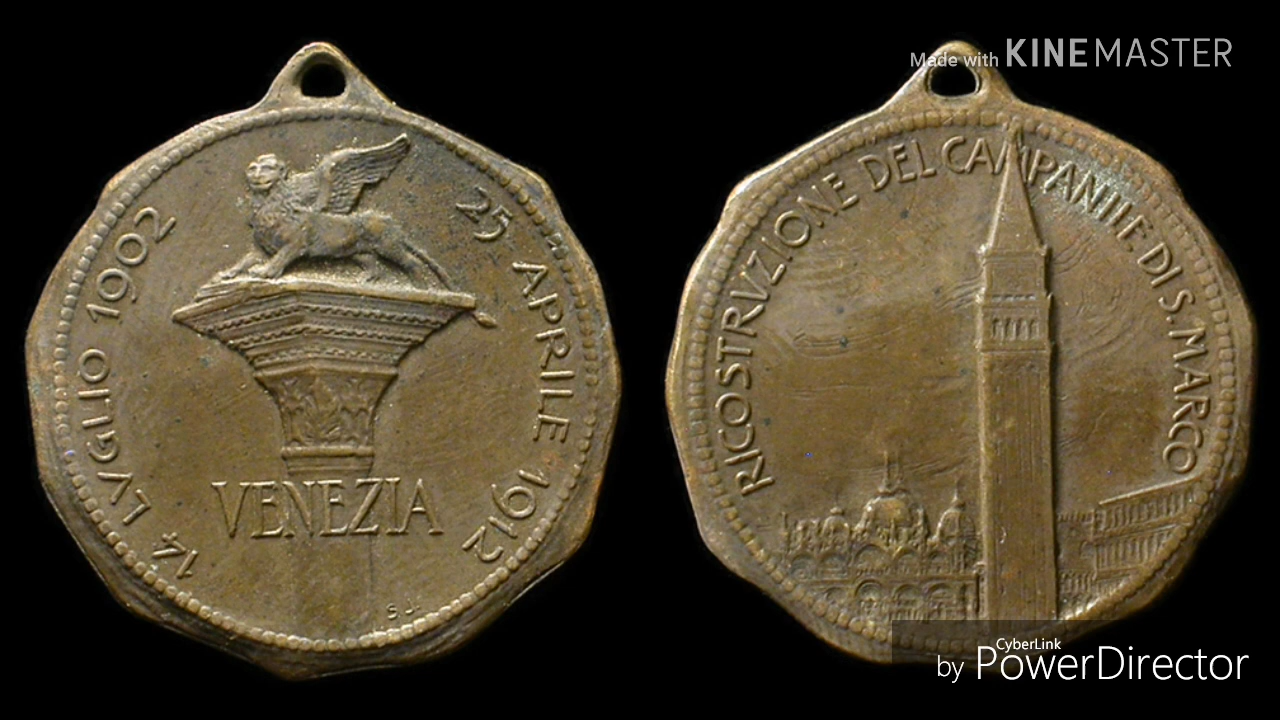 14 LVGLIO 1902
25 APRILE 1912
VENEZIA
S.J.
RICOSTRVZIONE DEL CAMPANILE DI S. MARCO
Made with KINEMASTER
CyberLink
by PowerDirector